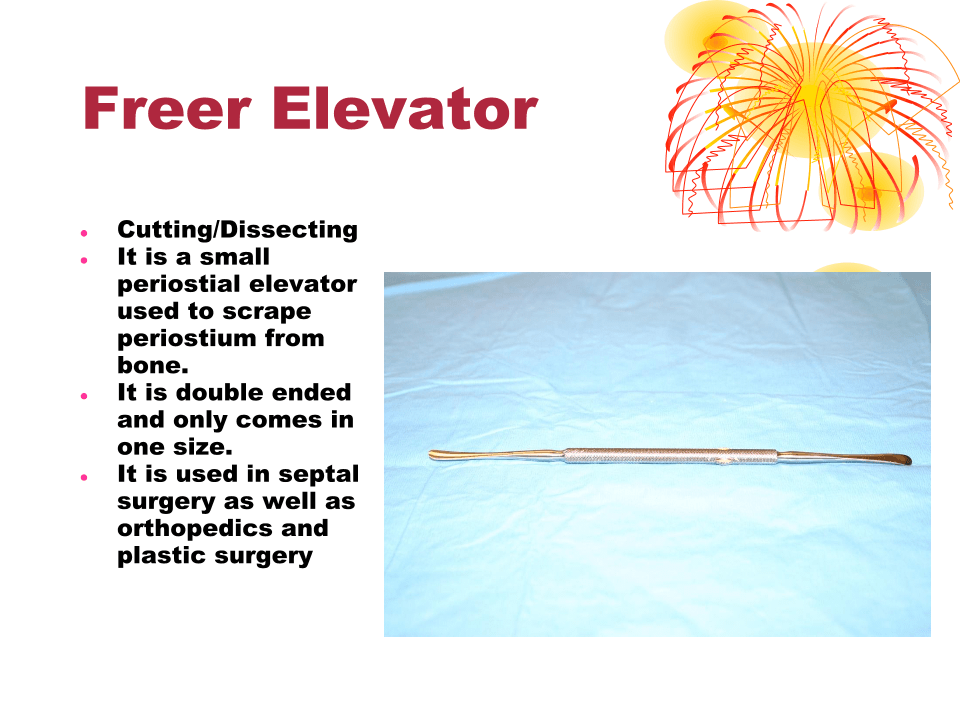 Freer Elevator
Cutting/Dissecting
It is a small
periostial elevator
used to scrape
periostium from
bone.
It is double ended
and only comes in
one size.
It is used in septal
surgery as well as
orthopedics and
plastic surgery